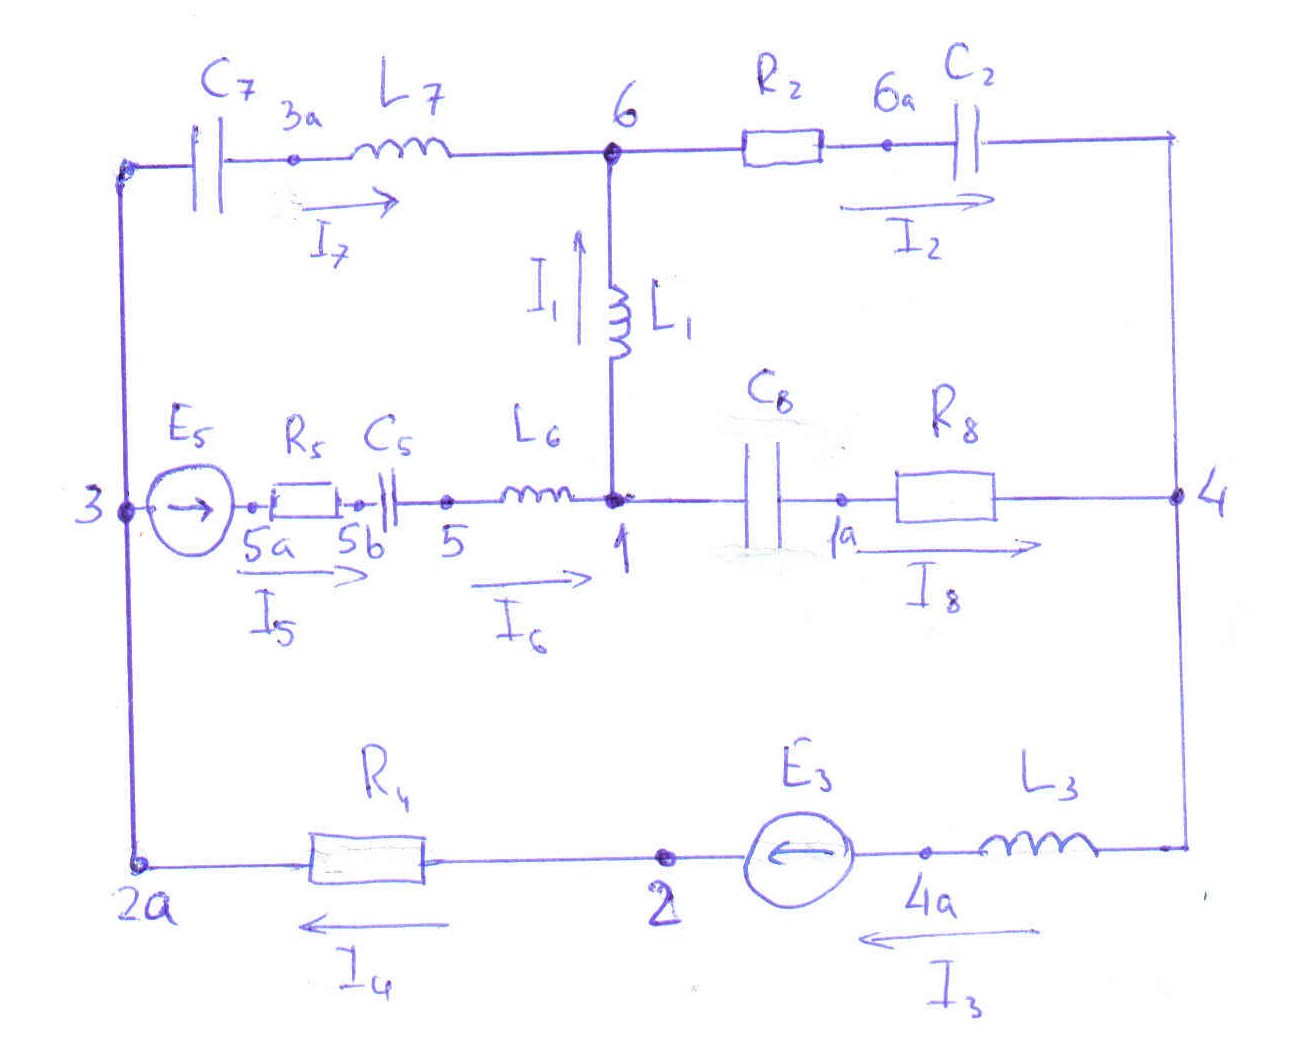 C7 L7 R2 C2
3a 6 6a
I7 I1 L1 I2
E5 R5 C5 L6 C8 R8
3 5a 5b 5 1 1a 4
I5 I6 I8
R4 E3 L3
2a 2 4a
I4 I3